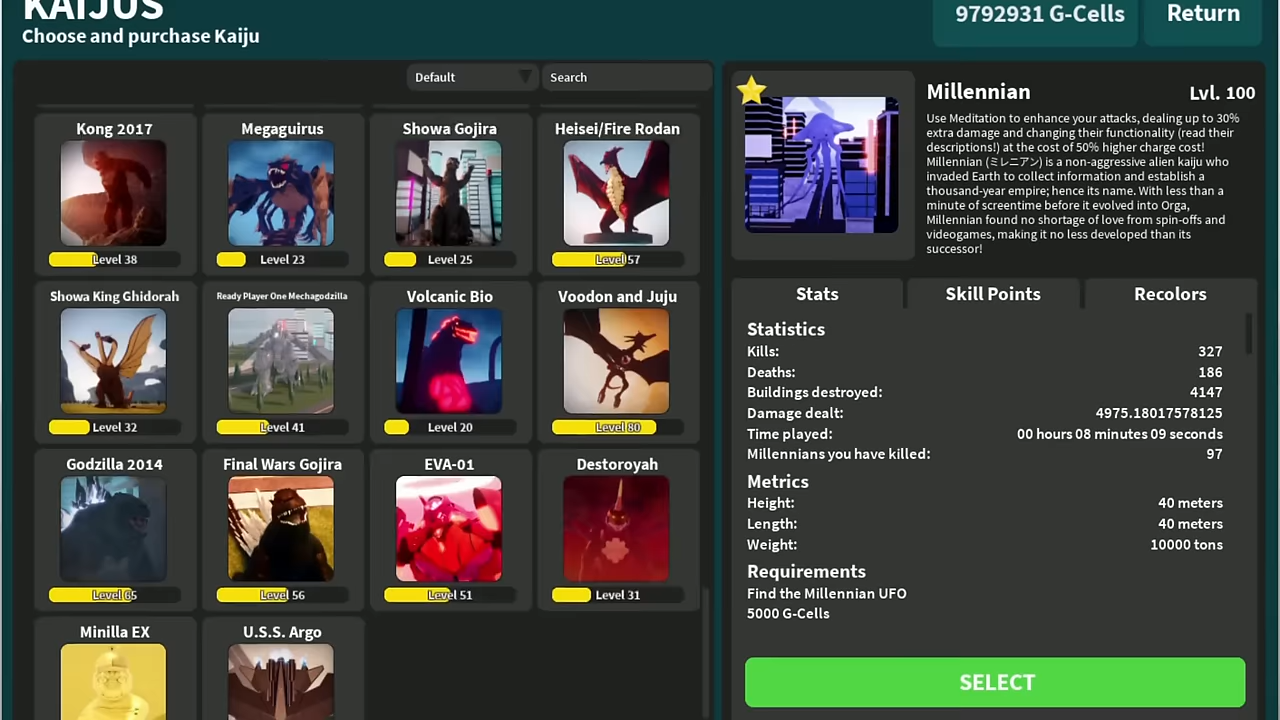 KAIJUS
Choose and purchase Kaiju
9792931 G-Cells
Return
Default
Search
Kong 2017
Megaguirus
Showa Gojira
Heisei/Fire Rodan
Level 38
Level 23
Level 25
Level 57
Showa King Ghidorah
Ready Player One Mechagodzilla
Volcanic Bio
Voodon and Juju
Level 32
Level 41
Level 20
Level 80
Godzilla 2014
Final Wars Gojira
EVA-01
Destoroyah
Level 65
Level 56
Level 51
Level 31
Minilla EX
U.S.S. Argo
Millennian
Lvl. 100
Use Meditation to enhance your attacks, dealing up to 30%
extra damage and changing their functionality (read their
descriptions!) at the cost of 50% higher charge cost!
Millennian (ミレニアン) is a non-aggressive alien kaiju who
invaded Earth to collect information and establish a
thousand-year empire; hence its name. With less than a
minute of screentime before it evolved into Orga,
Millennian found no shortage of love from spin-offs and
videogames, making it no less developed than its
successor!
Stats
Skill Points
Recolors
Statistics
Kills: 327
Deaths: 186
Buildings destroyed: 4147
Damage dealt: 4975.18017578125
Time played: 00 hours 08 minutes 09 seconds
Millennians you have killed: 97
Metrics
Height: 40 meters
Length: 40 meters
Weight: 10000 tons
Requirements
Find the Millennian UFO
5000 G-Cells
SELECT